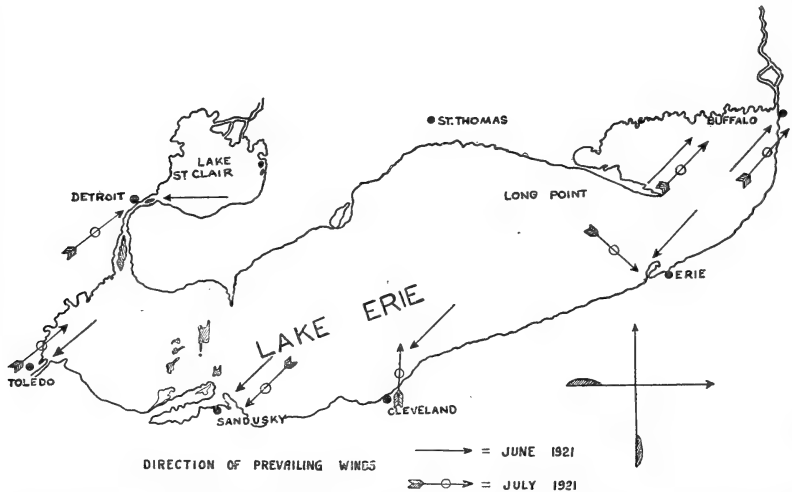 ST. THOMAS
BUFFALO
LAKE
ST CLAIR
DETROIT
LONG POINT
ERIE
LAKE ERIE
TOLEDO
SANDUSKY
CLEVELAND
DIRECTION OF PREVAILING WINDS
= JUNE 1921
= JULY 1921